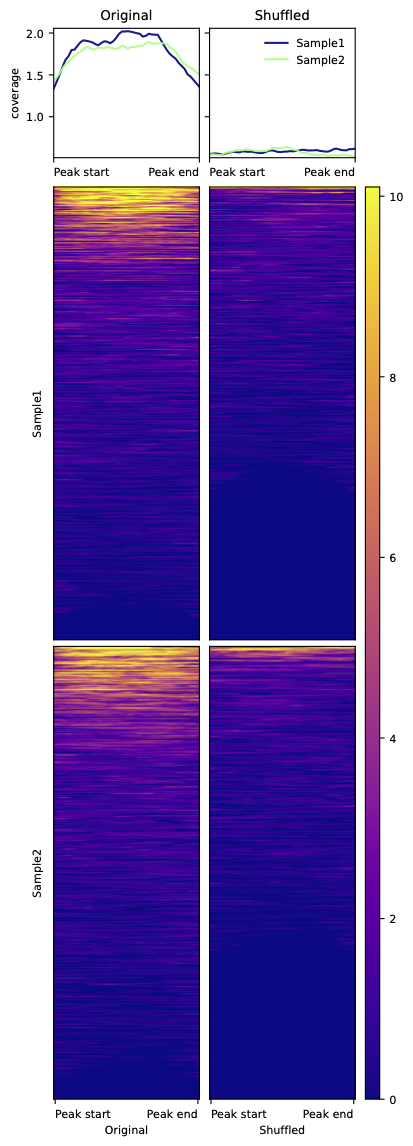 Original Shuffled
2.0
1.5
1.0
coverage
Sample1
Sample2
Peak start Peak end Peak start Peak end
Sample1
10
8
6
4
2
0
Sample2
Peak start Peak end Peak start Peak end
Original Shuffled